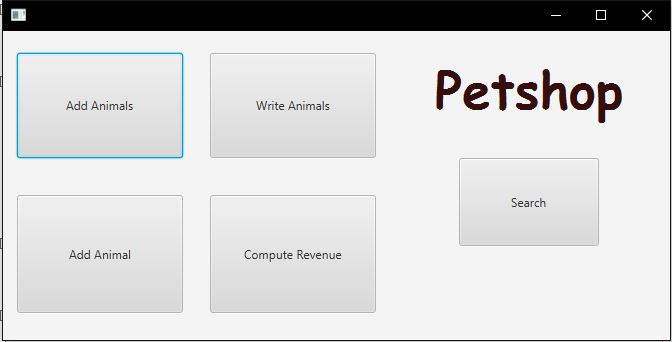 Add Animals
Write Animals
Petshop
Search
Add Animal
Compute Revenue